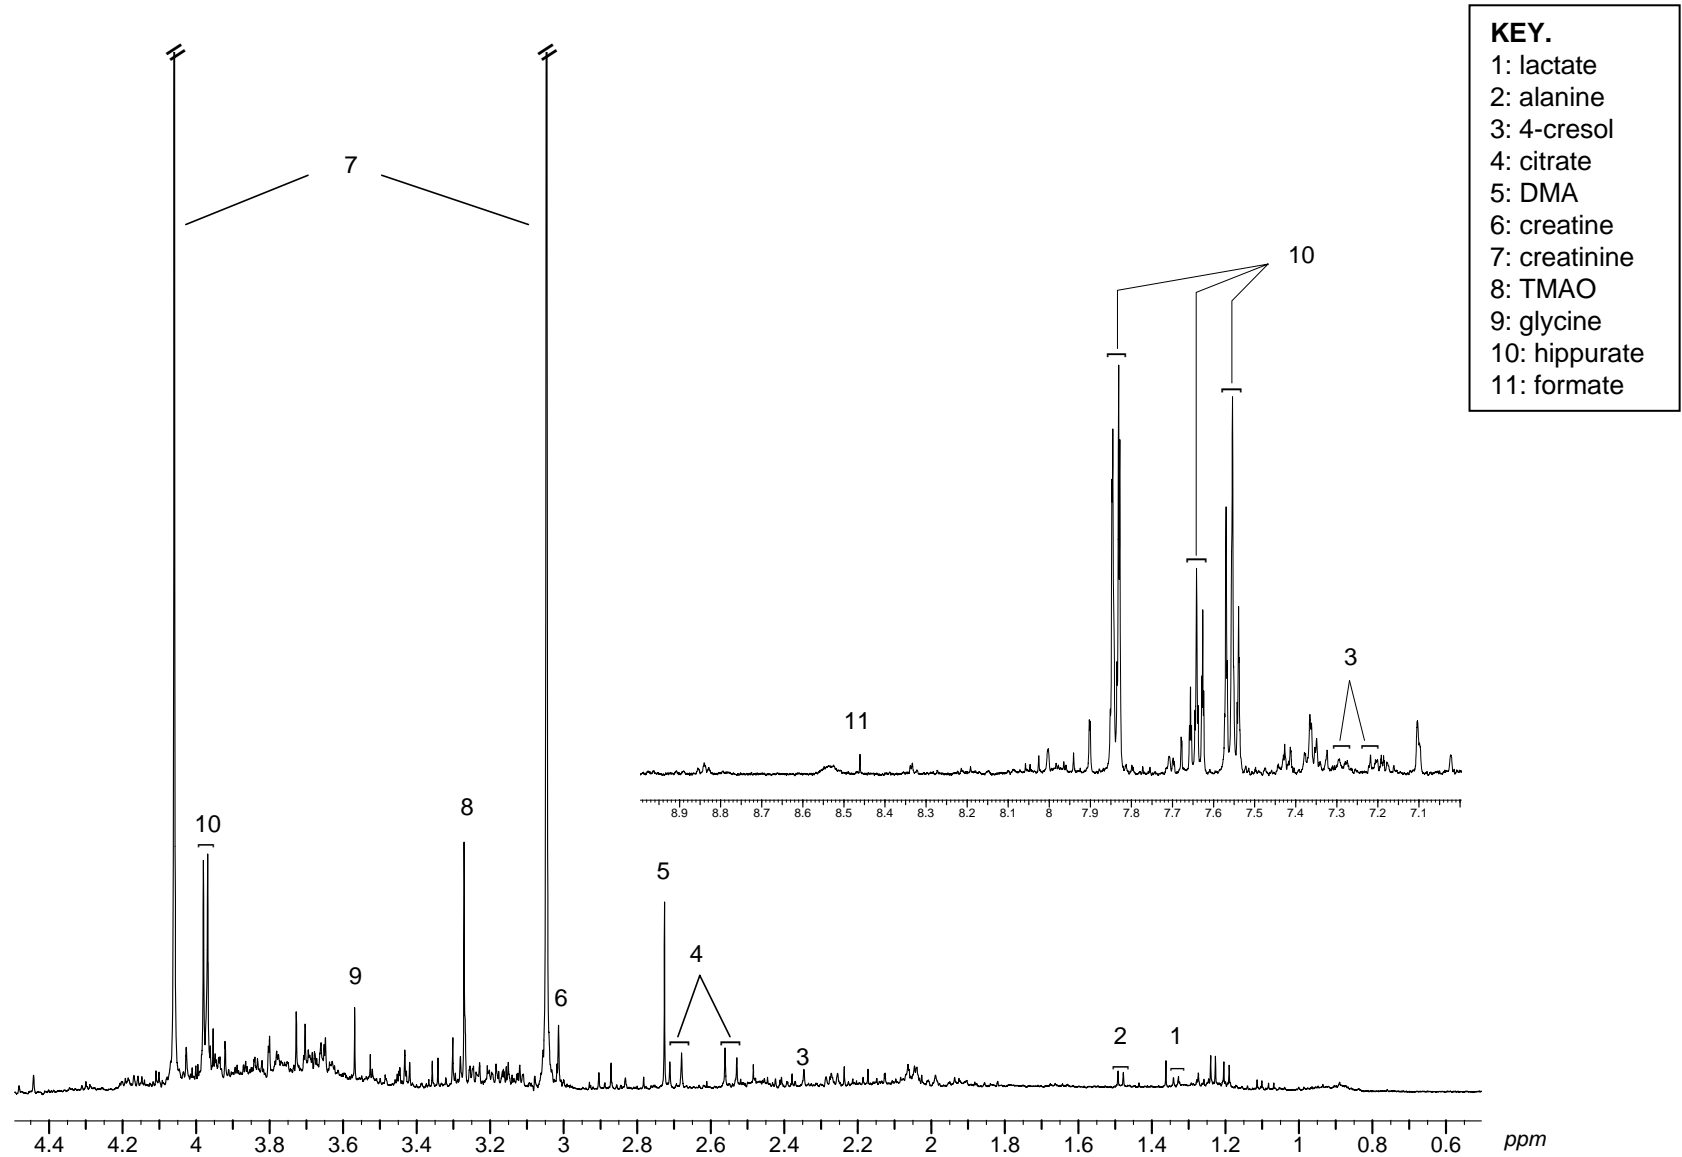 KEY.
1: lactate
2: alanine
3: 4-cresol
4: citrate
5: DMA
6: creatine
7: creatinine
8: TMAO
9: glycine
10: hippurate
11: formate
7
10
3
11
8.9 8.8 8.7 8.6 8.5 8.4 8.3 8.2 8.1 8 7.9 7.8 7.7 7.6 7.5 7.4 7.3 7.2 7.1
8
10
5
4
9
6
2
1
3
4.4 4.2 4 3.8 3.6 3.4 3.2 3 2.8 2.6 2.4 2.2 2 1.8 1.6 1.4 1.2 1 0.8 0.6 ppm